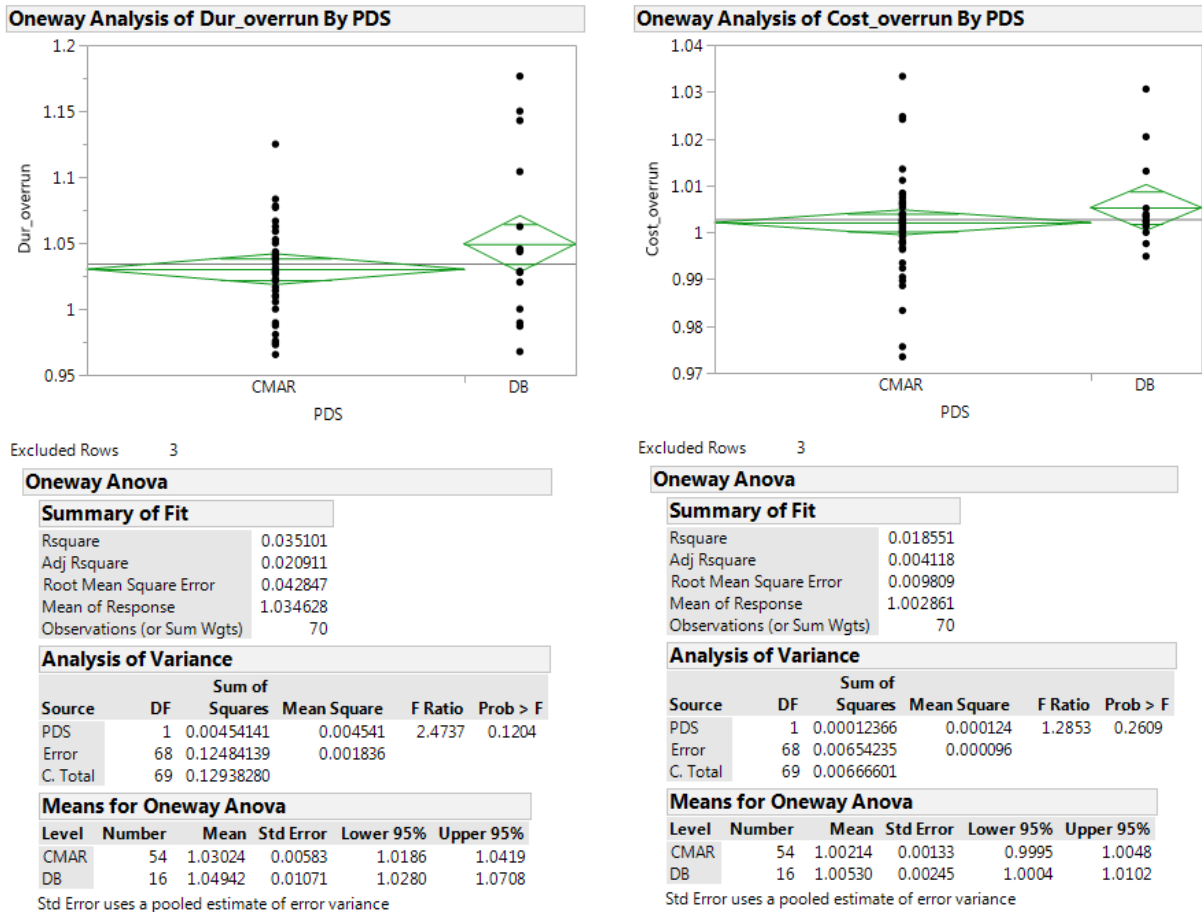 Oneway Analysis of Dur_overrun By PDS
1.2
1.15
1.1
1.05
1
0.95
Dur_overrun
CMAR DB
PDS
Excluded Rows 3
Oneway Anova
Summary of Fit
Rsquare 0.035101
Adj Rsquare 0.020911
Root Mean Square Error 0.042847
Mean of Response 1.034628
Observations (or Sum Wgts) 70
Analysis of Variance
Sum of
Source DF Squares Mean Square F Ratio Prob > F
PDS 1 0.00454141 0.004541 2.4737 0.1204
Error 68 0.12484139 0.001836
C. Total 69 0.12938280
Means for Oneway Anova
Level Number Mean Std Error Lower 95% Upper 95%
CMAR 54 1.03024 0.00583 1.0186 1.0419
DB 16 1.04942 0.01071 1.0280 1.0708
Std Error uses a pooled estimate of error variance
Oneway Analysis of Cost_overrun By PDS
1.04
1.03
1.02
1.01
1
0.99
0.98
0.97
Cost_overrun
CMAR DB
PDS
Excluded Rows 3
Oneway Anova
Summary of Fit
Rsquare 0.018551
Adj Rsquare 0.004118
Root Mean Square Error 0.009809
Mean of Response 1.002861
Observations (or Sum Wgts) 70
Analysis of Variance
Sum of
Source DF Squares Mean Square F Ratio Prob > F
PDS 1 0.00012366 0.000124 1.2853 0.2609
Error 68 0.00654235 0.000096
C. Total 69 0.00666601
Means for Oneway Anova
Level Number Mean Std Error Lower 95% Upper 95%
CMAR 54 1.00214 0.00133 0.9995 1.0048
DB 16 1.00530 0.00245 1.0004 1.0102
Std Error uses a pooled estimate of error variance